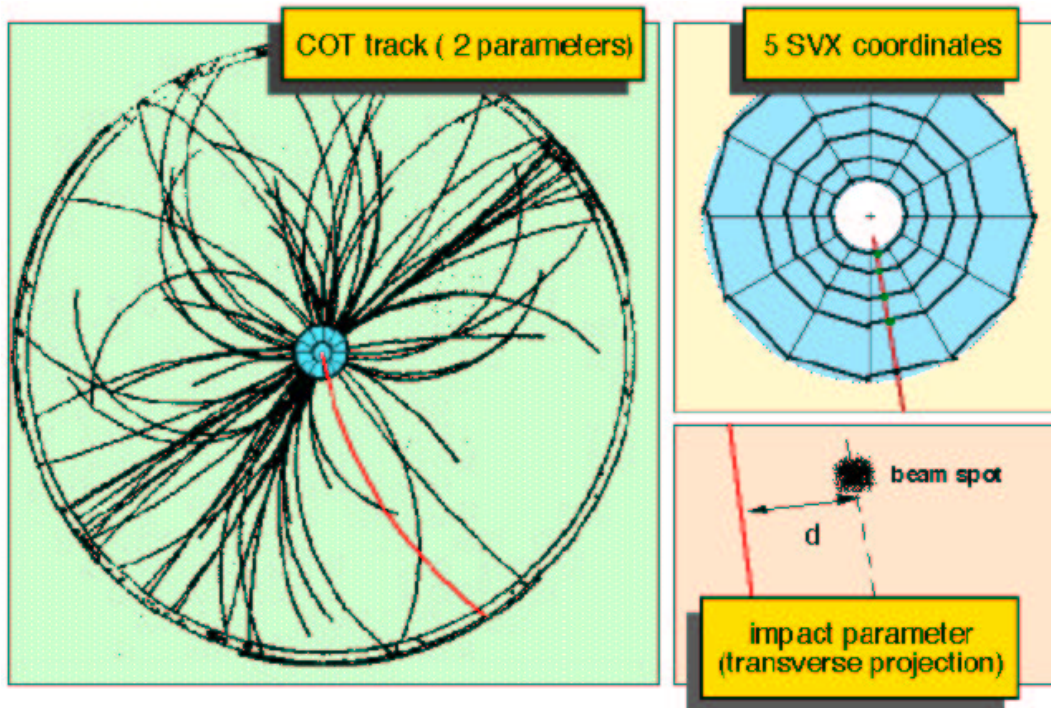 COT track ( 2 parameters)
5 SVX coordinates
beam spot
d
impact parameter
(transverse projection)